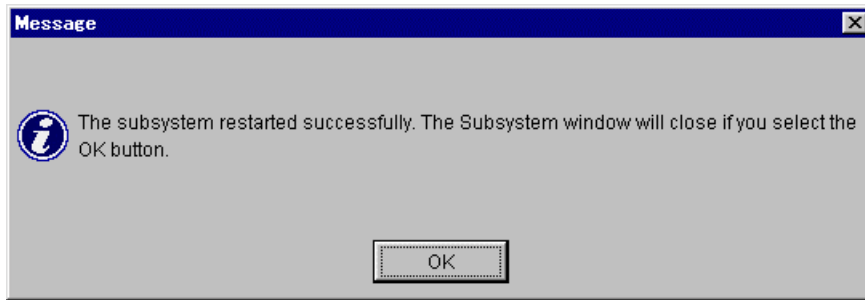 Message
The subsystem restarted successfully. The Subsystem window will close if you select the
OK button.
OK